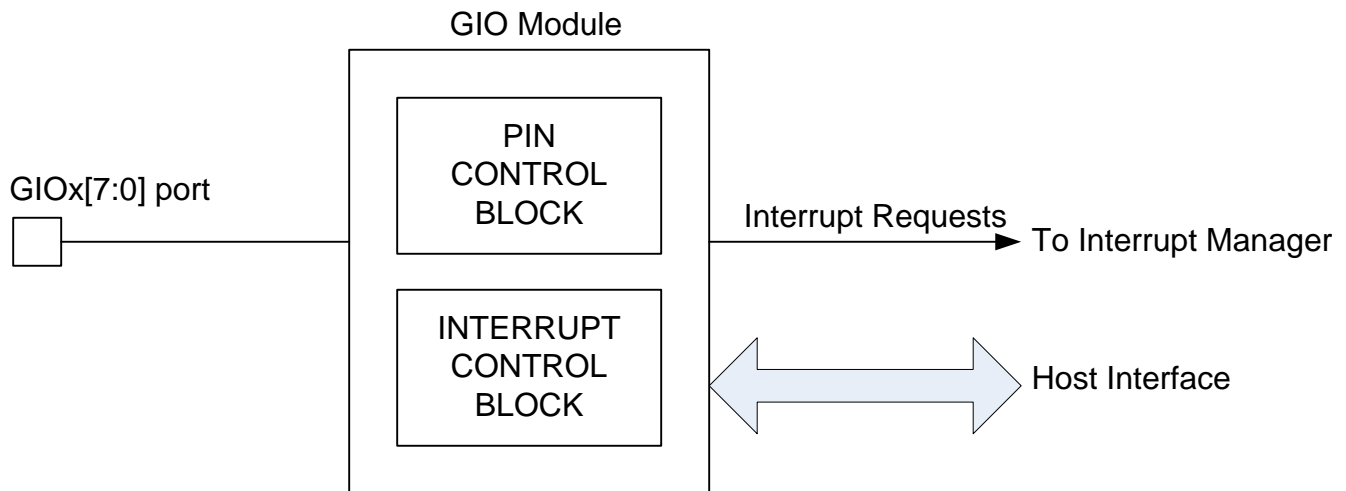 GIO Module
PIN
CONTROL
BLOCK
GIOx[7:0] port
Interrupt Requests
To Interrupt Manager
INTERRUPT
CONTROL
BLOCK
Host Interface